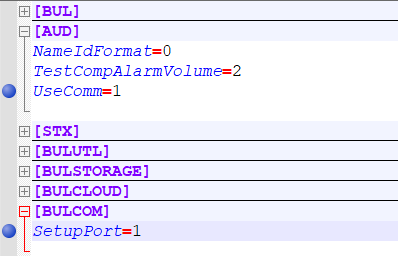 [BUL]
[AUD]
NameIdFormat=0
TestCompAlarmVolume=2
UseComm=1
[STX]
[BULUTL]
[BULSTORAGE]
[BULCLOUD]
[BULCOM]
SetupPort=1